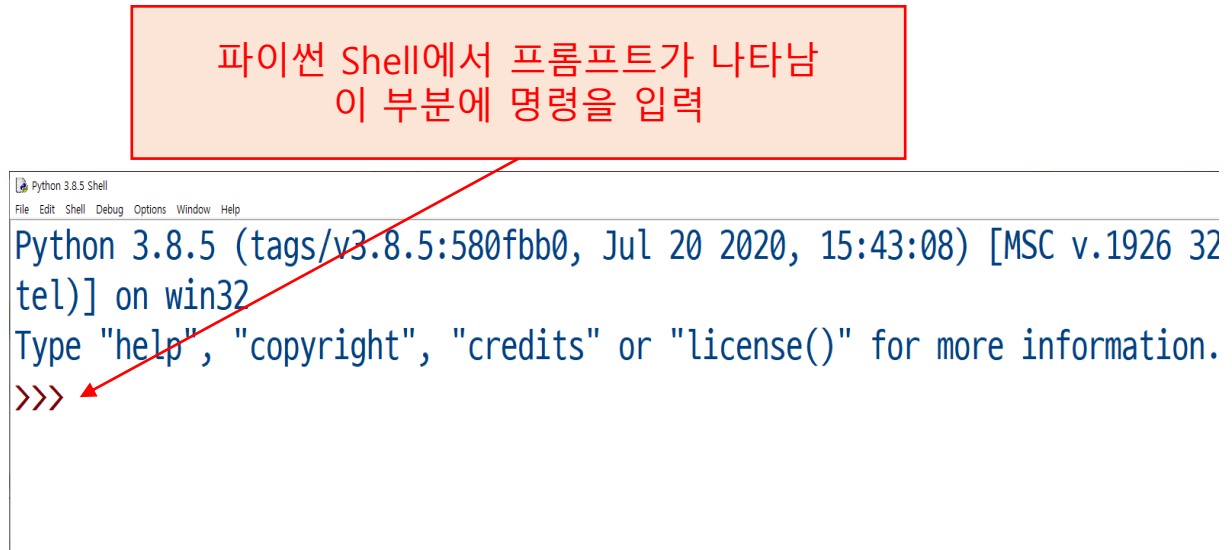 파이썬 Shell에서 프롬프트가 나타남
이 부분에 명령을 입력
Python 3.8.5 Shell
File Edit Shell Debug Options Window Help
Python 3.8.5 (tags/v3.8.5:580fbb0, Jul 20 2020, 15:43:08) [MSC v.1926 32
tel)] on win32
Type "help", "copyright", "credits" or "license()" for more information.
>>>